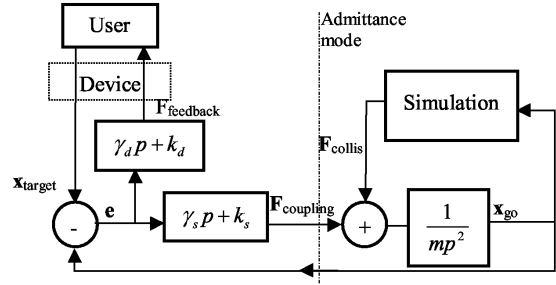 User
Admittance
mode
Device
F_feedback
Simulation
γ_d p + k_d
F_collis
x_target
e
γ_s p + k_s
F_coupling
-
+
1
mp²
x_go